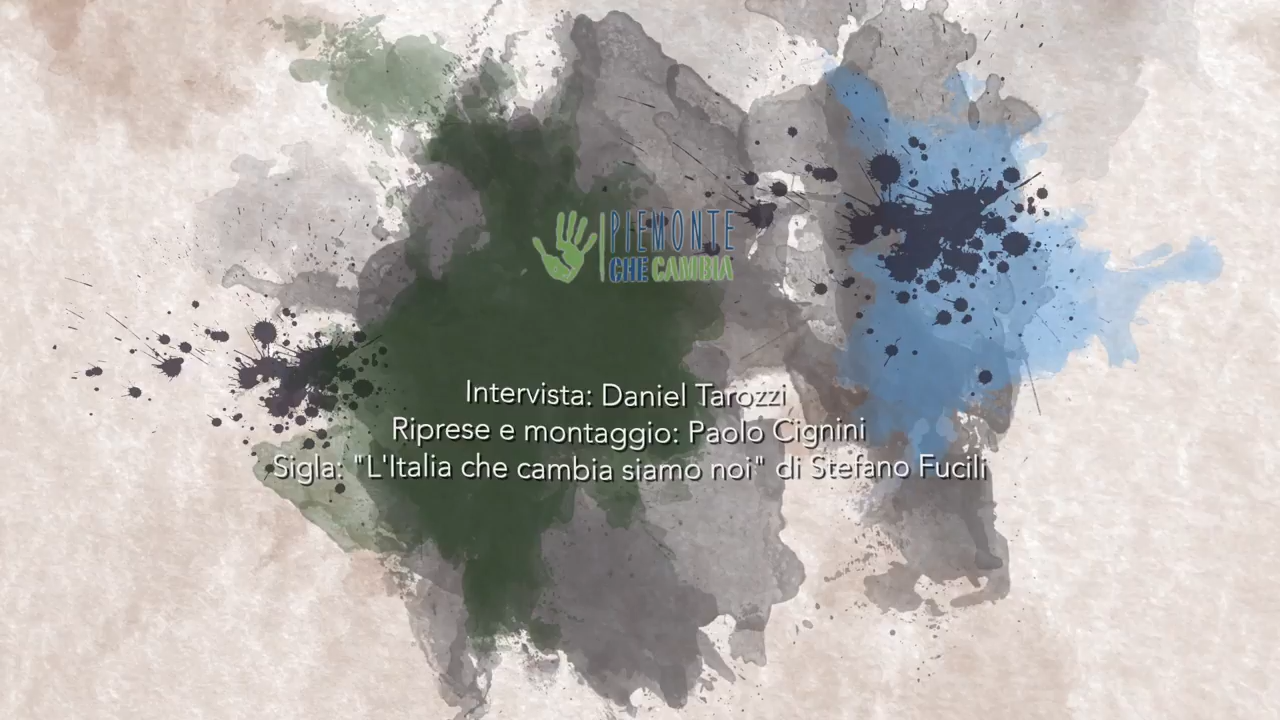 PIEMONTE
CHE CAMBIA
Intervista: Daniel Tarozzi
Riprese e montaggio: Paolo Cignini
Sigla: "L'Italia che cambia siamo noi" di Stefano Fucili